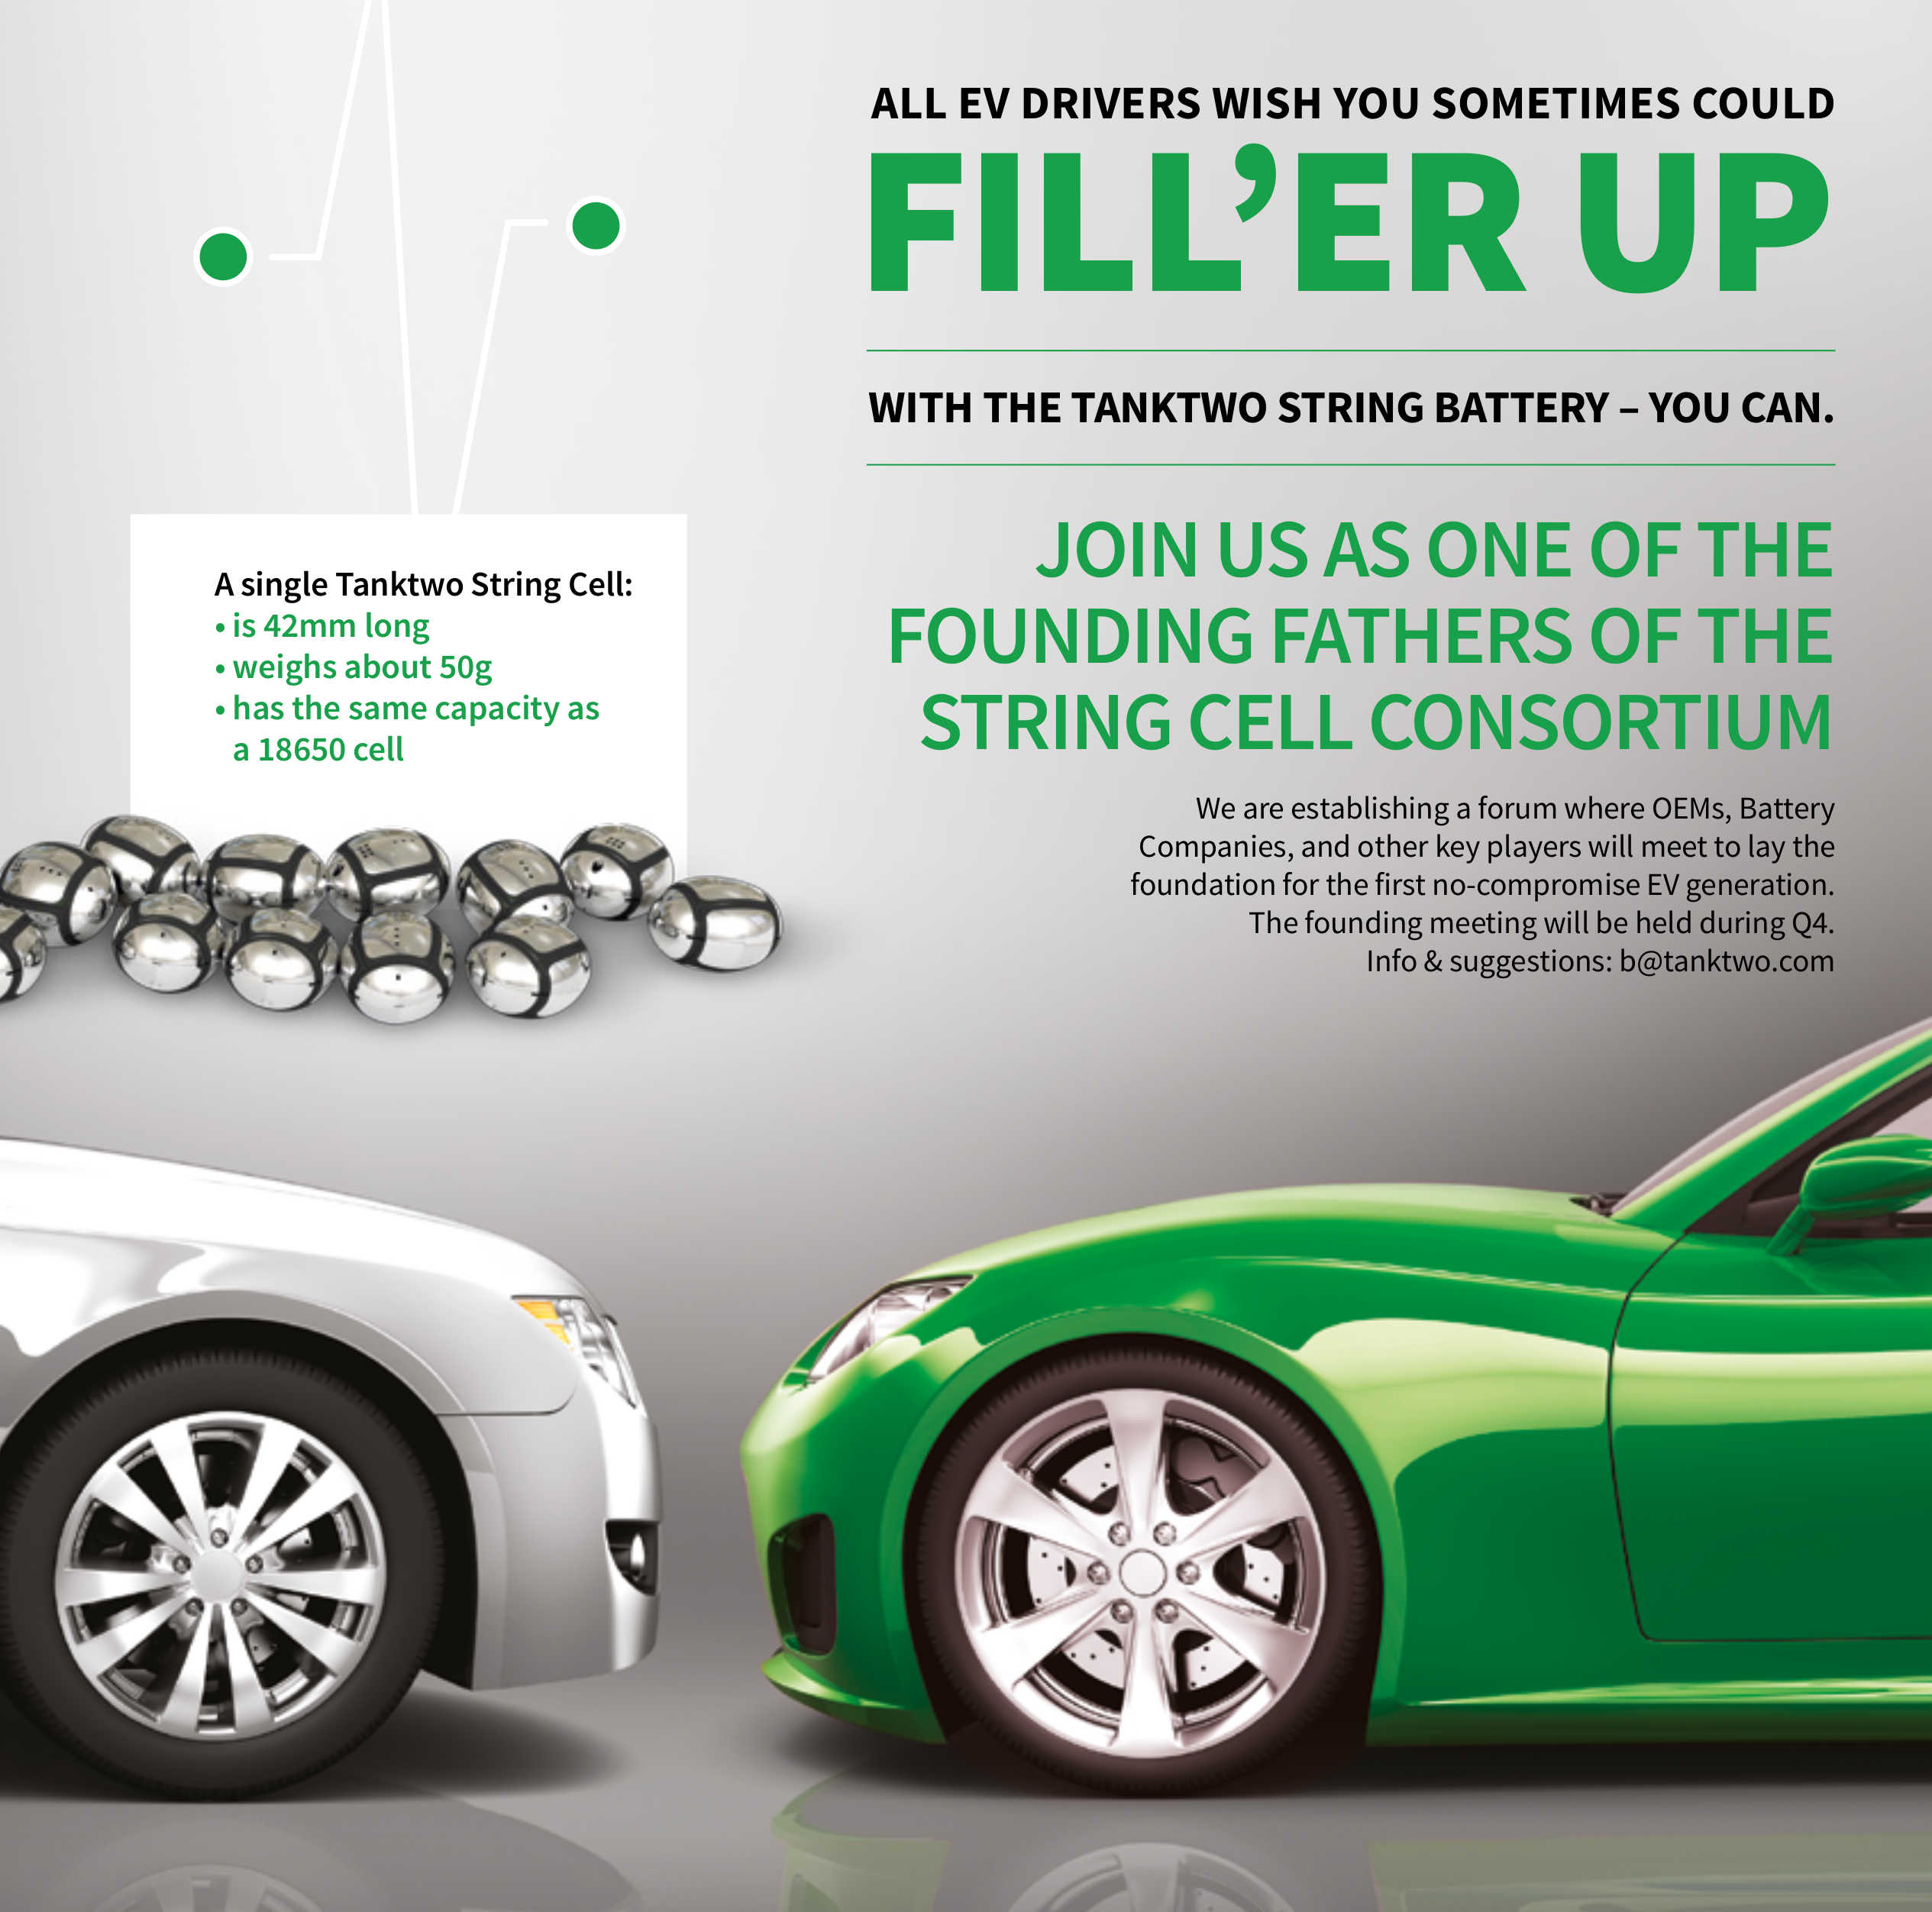 ALL EV DRIVERS WISH YOU SOMETIMES COULD
FILL’ER UP
WITH THE TANKTWO STRING BATTERY – YOU CAN.
JOIN US AS ONE OF THE
FOUNDING FATHERS OF THE
STRING CELL CONSORTIUM
We are establishing a forum where OEMs, Battery
Companies, and other key players will meet to lay the
foundation for the first no-compromise EV generation.
The founding meeting will be held during Q4.
Info & suggestions: b@tanktwo.com
A single Tanktwo String Cell:
• is 42mm long
• weighs about 50g
• has the same capacity as
a 18650 cell